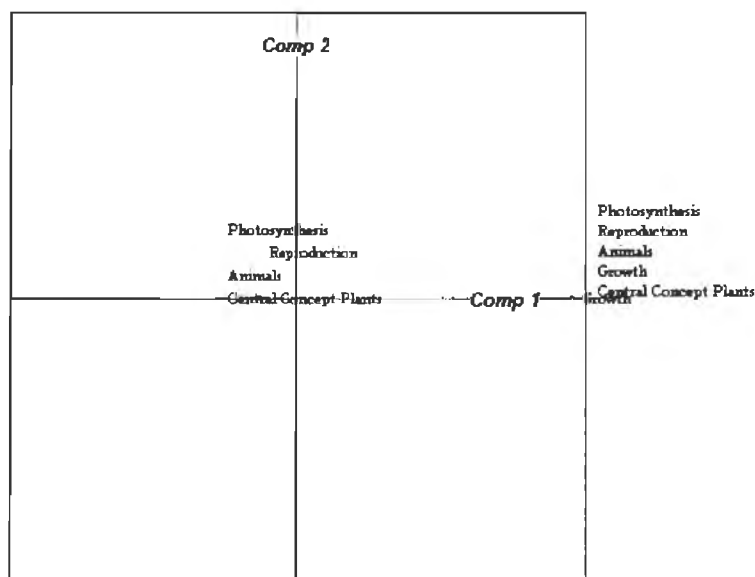 Comp 2
Photosynthesis
Reproduction
Animals
Central Concept Plants
Comp 1
Growth
Photosynthesis
Reproduction
Animals
Growth
Central Concept Plants